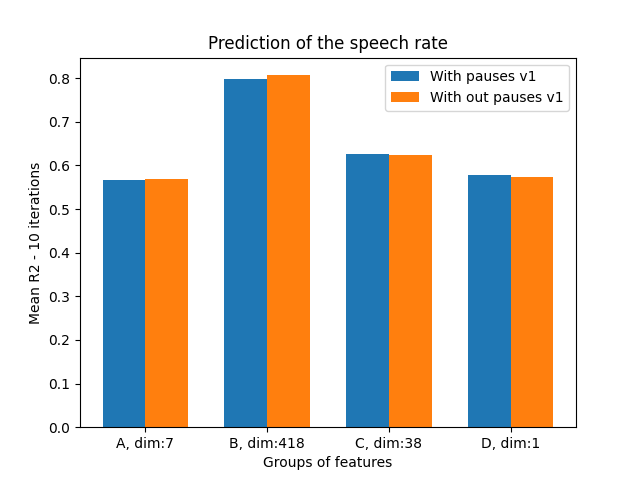 Prediction of the speech rate
With pauses v1
With out pauses v1
Mean R2 - 10 iterations
0.8
0.7
0.6
0.5
0.4
0.3
0.2
0.1
0.0
A, dim:7
B, dim:418
C, dim:38
D, dim:1
Groups of features